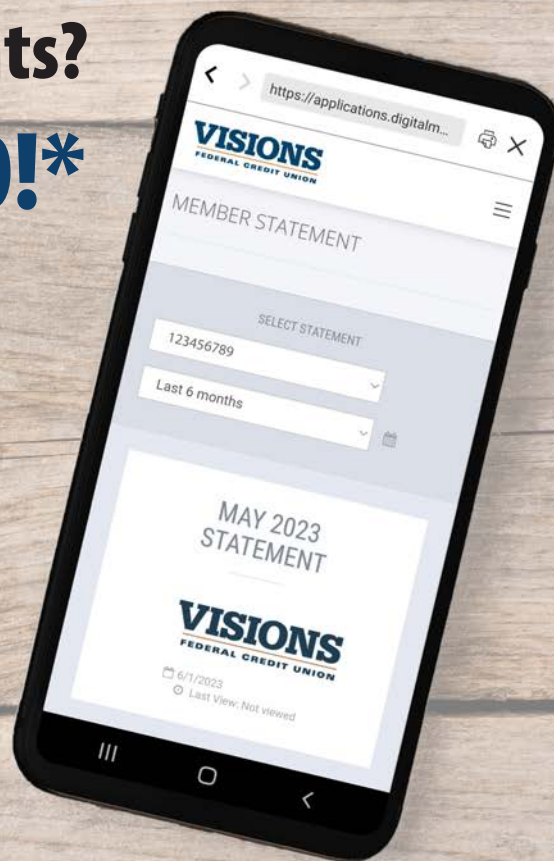 ts?
0!*
https://applications.digitalm...
VISIONS
FEDERAL CREDIT UNION
MEMBER STATEMENT
SELECT STATEMENT
123456789
Last 6 months
MAY 2023
STATEMENT
VISIONS
FEDERAL CREDIT UNION
6/1/2023
Last View: Not viewed